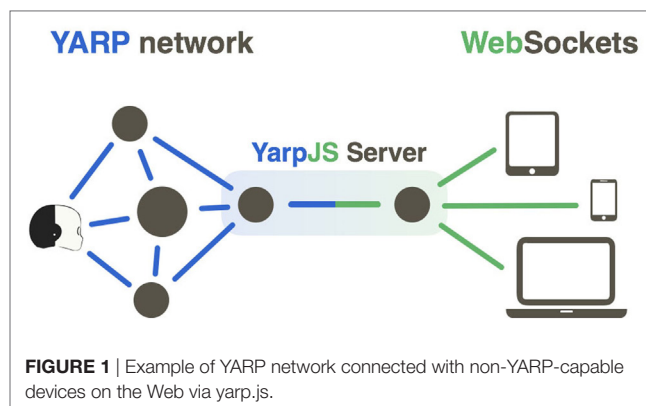 YARP network
WebSockets
YarpJS Server
FIGURE 1 | Example of YARP network connected with non-YARP-capable
devices on the Web via yarp.js.